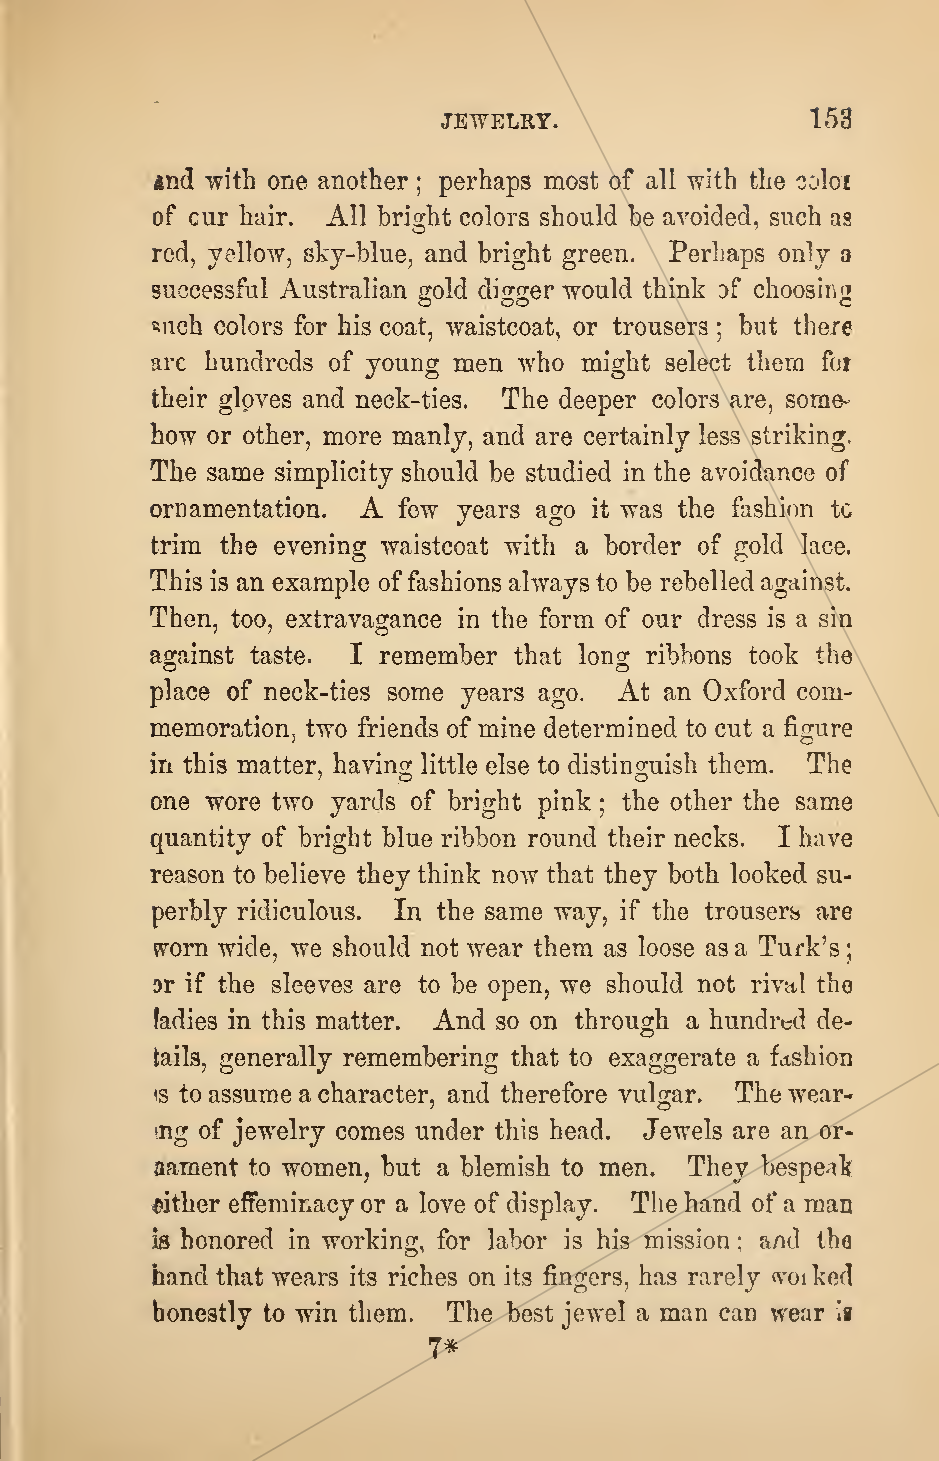 JEWELRY. 153
and with one another; perhaps most of all with the color
of our hair. All bright colors should be avoided, such as
red, yellow, sky-blue, and bright green. Perhaps only a
successful Australian gold digger would think of choosing
such colors for his coat, waistcoat, or trousers; but there
are hundreds of young men who might select them for
their gloves and neck-ties. The deeper colors are, some-
how or other, more manly, and are certainly less striking.
The same simplicity should be studied in the avoidance of
ornamentation. A few years ago it was the fashion to
trim the evening waistcoat with a border of gold lace.
This is an example of fashions always to be rebelled against.
Then, too, extravagance in the form of our dress is a sin
against taste. I remember that long ribbons took the
place of neck-ties some years ago. At an Oxford com-
memoration, two friends of mine determined to cut a figure
in this matter, having little else to distinguish them. The
one wore two yards of bright pink; the other the same
quantity of bright blue ribbon round their necks. I have
reason to believe they think now that they both looked su-
perbly ridiculous. In the same way, if the trousers are
worn wide, we should not wear them as loose as a Turk's;
or if the sleeves are to be open, we should not rival the
ladies in this matter. And so on through a hundred de-
tails, generally remembering that to exaggerate a fashion
is to assume a character, and therefore vulgar. The wear-
ing of jewelry comes under this head. Jewels are an or-
nament to women, but a blemish to men. They bespeak
either effeminacy or a love of display. The hand of a man
is honored in working, for labor is his mission; and the
hand that wears its riches on its fingers, has rarely worked
honestly to win them. The best jewel a man can wear is
7*